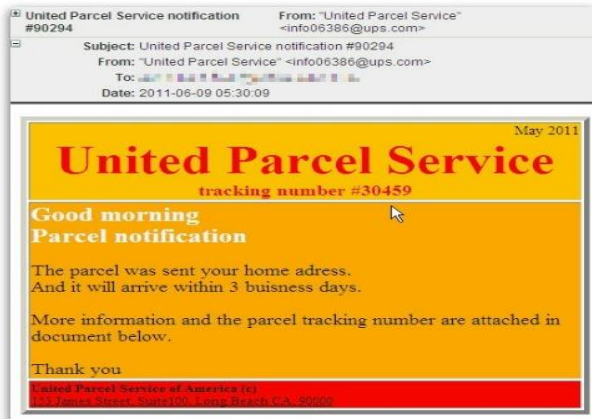 United Parcel Service notification #90294
From: "United Parcel Service" <info06386@ups.com>
Subject: United Parcel Service notification #90294
From: "United Parcel Service" <info06386@ups.com>
To:
Date: 2011-06-09 05:30:09
May 2011
United Parcel Service
tracking number #30459
Good morning
Parcel notification
The parcel was sent your home adress.
And it will arrive within 3 buisness days.
More information and the parcel tracking number are attached in
document below.
Thank you
United Parcel Service of America (c)
153 James Street, Suite100, Long Beach CA, 90000